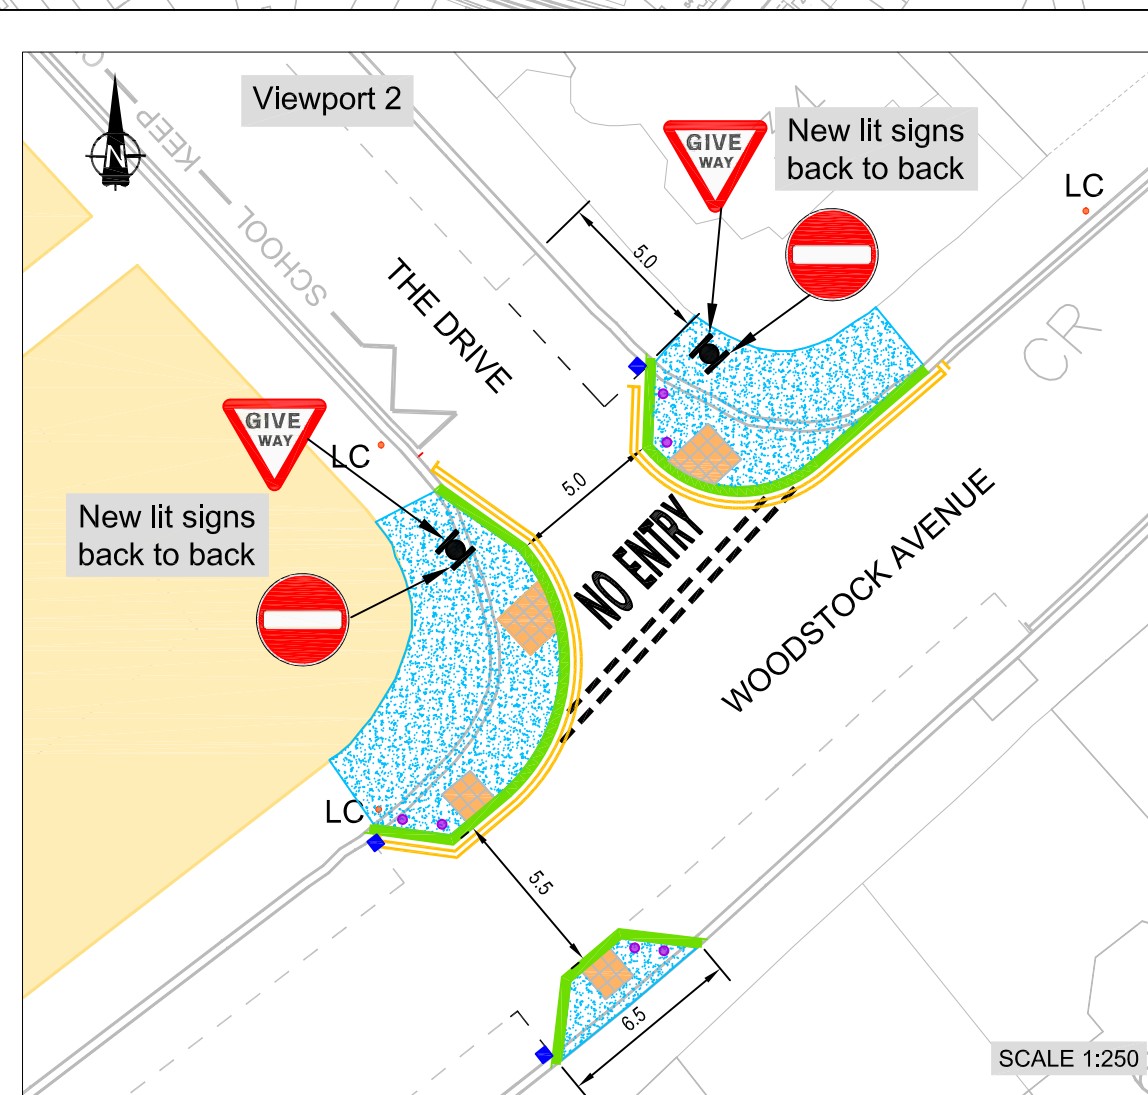 Viewport 2
N
KEEP
SCHOOL
GIVE
WAY
New lit signs
back to back
LC
5.0
THE DRIVE
CR
GIVE
WAY
LC
5.0
New lit signs
back to back
NO ENTRY
WOODSTOCK AVENUE
LC
5.5
6.5
SCALE 1:250